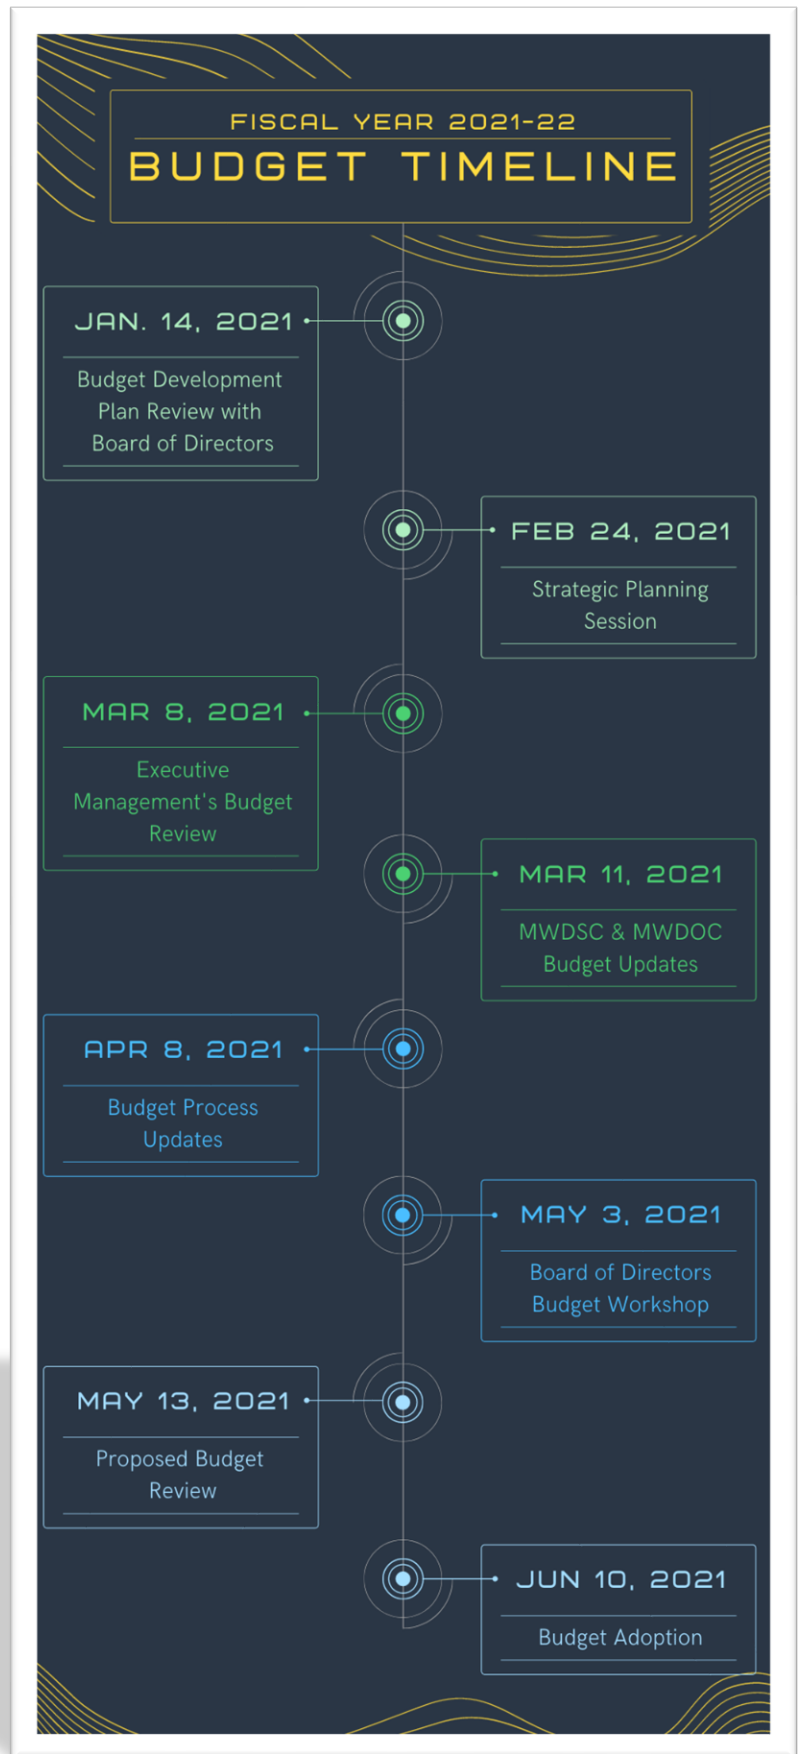 FISCAL YEAR 2021-22
BUDGET TIMELINE
JAN. 14, 2021
Budget Development
Plan Review with
Board of Directors
FEB 24, 2021
Strategic Planning
Session
MAR 8, 2021
Executive
Management's Budget
Review
MAR 11, 2021
MWDSC & MWDOC
Budget Updates
APR 8, 2021
Budget Process
Updates
MAY 3, 2021
Board of Directors
Budget Workshop
MAY 13, 2021
Proposed Budget
Review
JUN 10, 2021
Budget Adoption